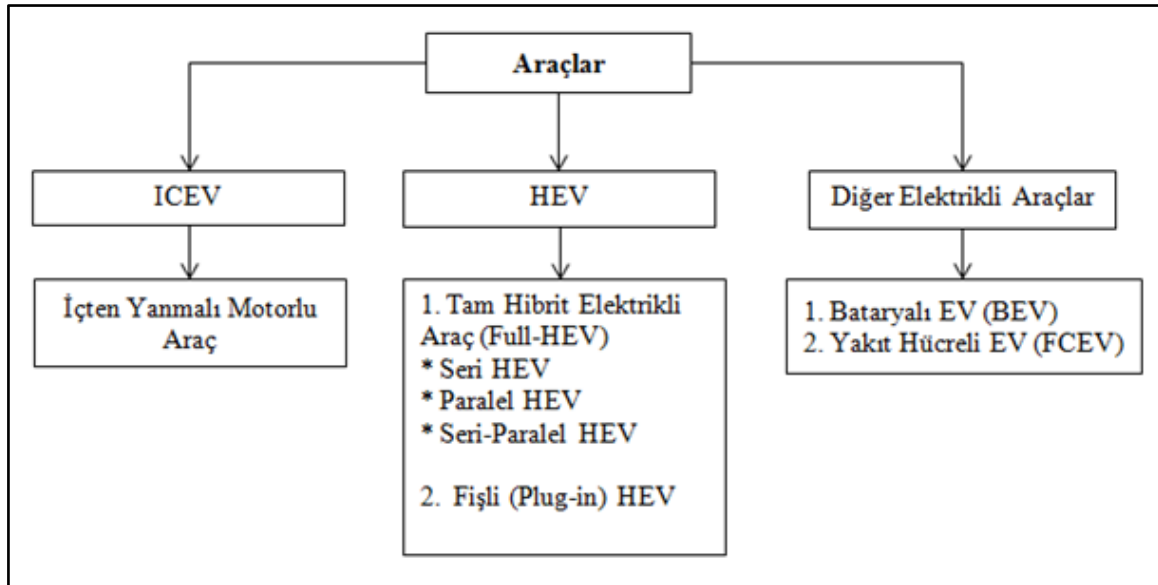 Araçlar
ICEV
HEV
Diğer Elektrikli Araçlar
İçten Yanmalı Motorlu
Araç
1. Tam Hibrit Elektrikli
Araç (Full-HEV)
* Seri HEV
* Paralel HEV
* Seri-Paralel HEV
2. Fişli (Plug-in) HEV
1. Bataryalı EV (BEV)
2. Yakıt Hücreli EV (FCEV)